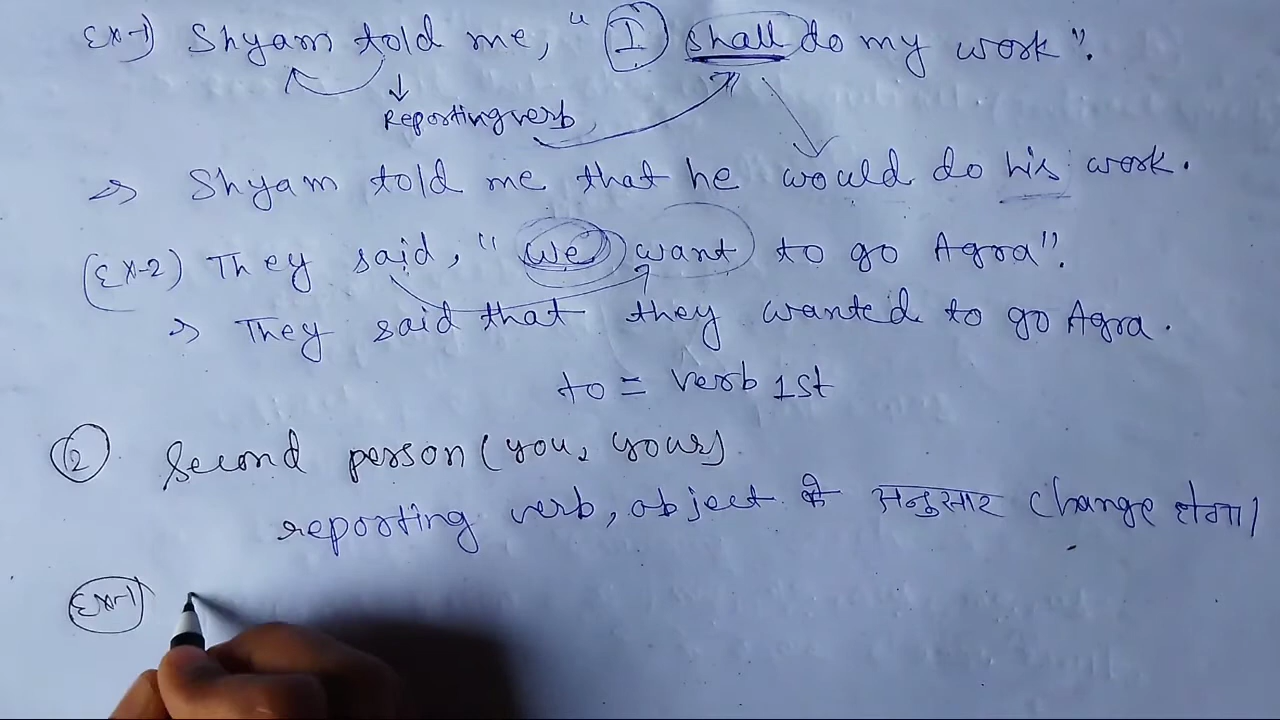 Ex-1) Shyam told me, "I shall do my work".
Reporting verb
⇒ Shyam told me that he would do his work.
(Ex-2) They said, "we want to go Agra".
⇒ They said that they wanted to go Agra.
to = verb 1st
② Second person (you, your)
reporting verb, object के अनुसार change होगा।
Ex-1)